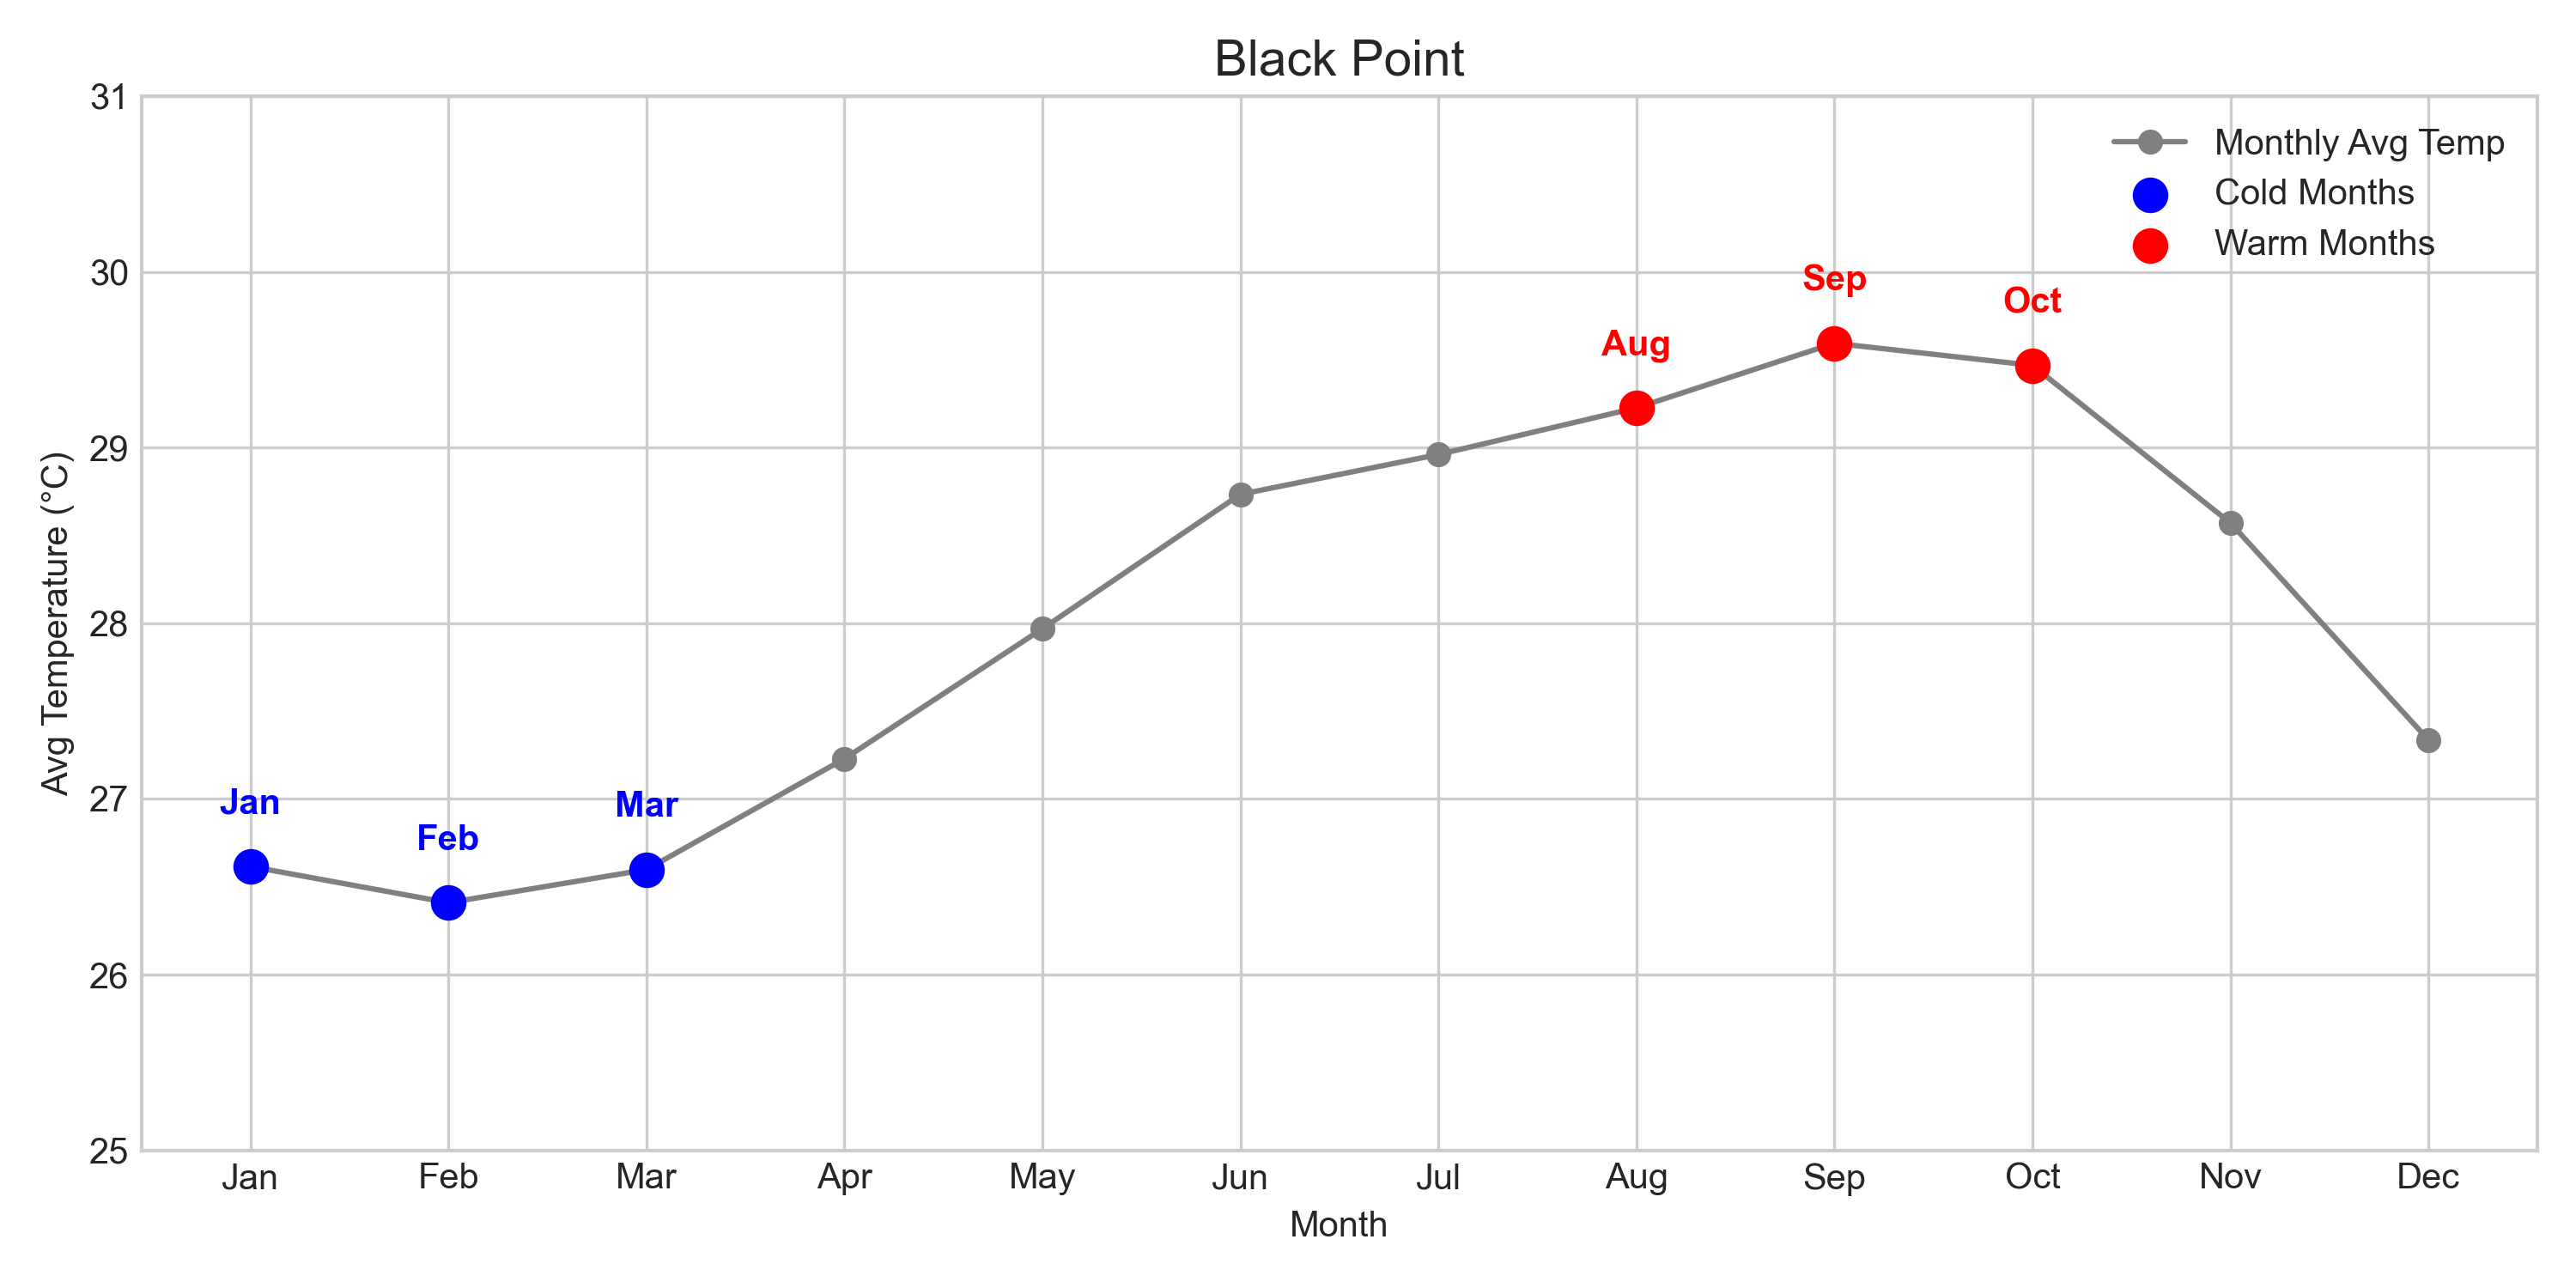 Black Point
31
30
29
28
27
26
25
Avg Temperature (°C)
Monthly Avg Temp
Cold Months
Warm Months
Jan
Feb
Mar
Aug
Sep
Oct
Jan Feb Mar Apr May Jun Jul Aug Sep Oct Nov Dec
Month